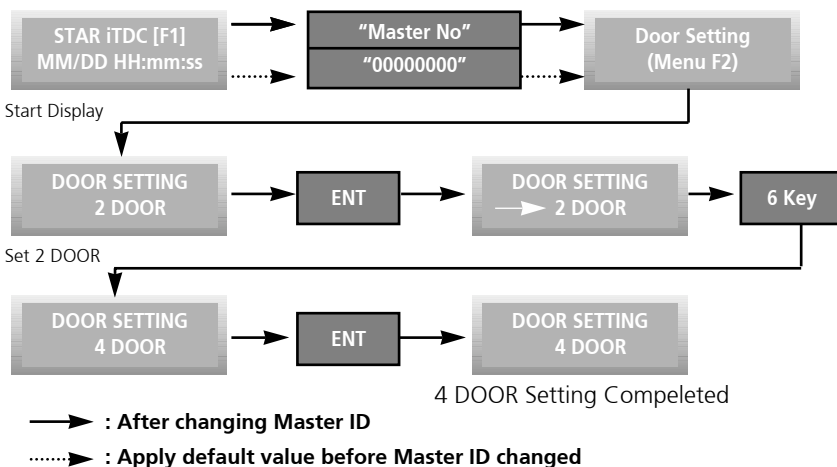 STAR iTDC [F1]
MM/DD HH:mm:ss
"Master No"
"00000000"
Door Setting
(Menu F2)
Start Display
DOOR SETTING
2 DOOR
ENT
DOOR SETTING
2 DOOR
6 Key
Set 2 DOOR
DOOR SETTING
4 DOOR
ENT
DOOR SETTING
4 DOOR
4 DOOR Setting Compeleted
: After changing Master ID
: Apply default value before Master ID changed